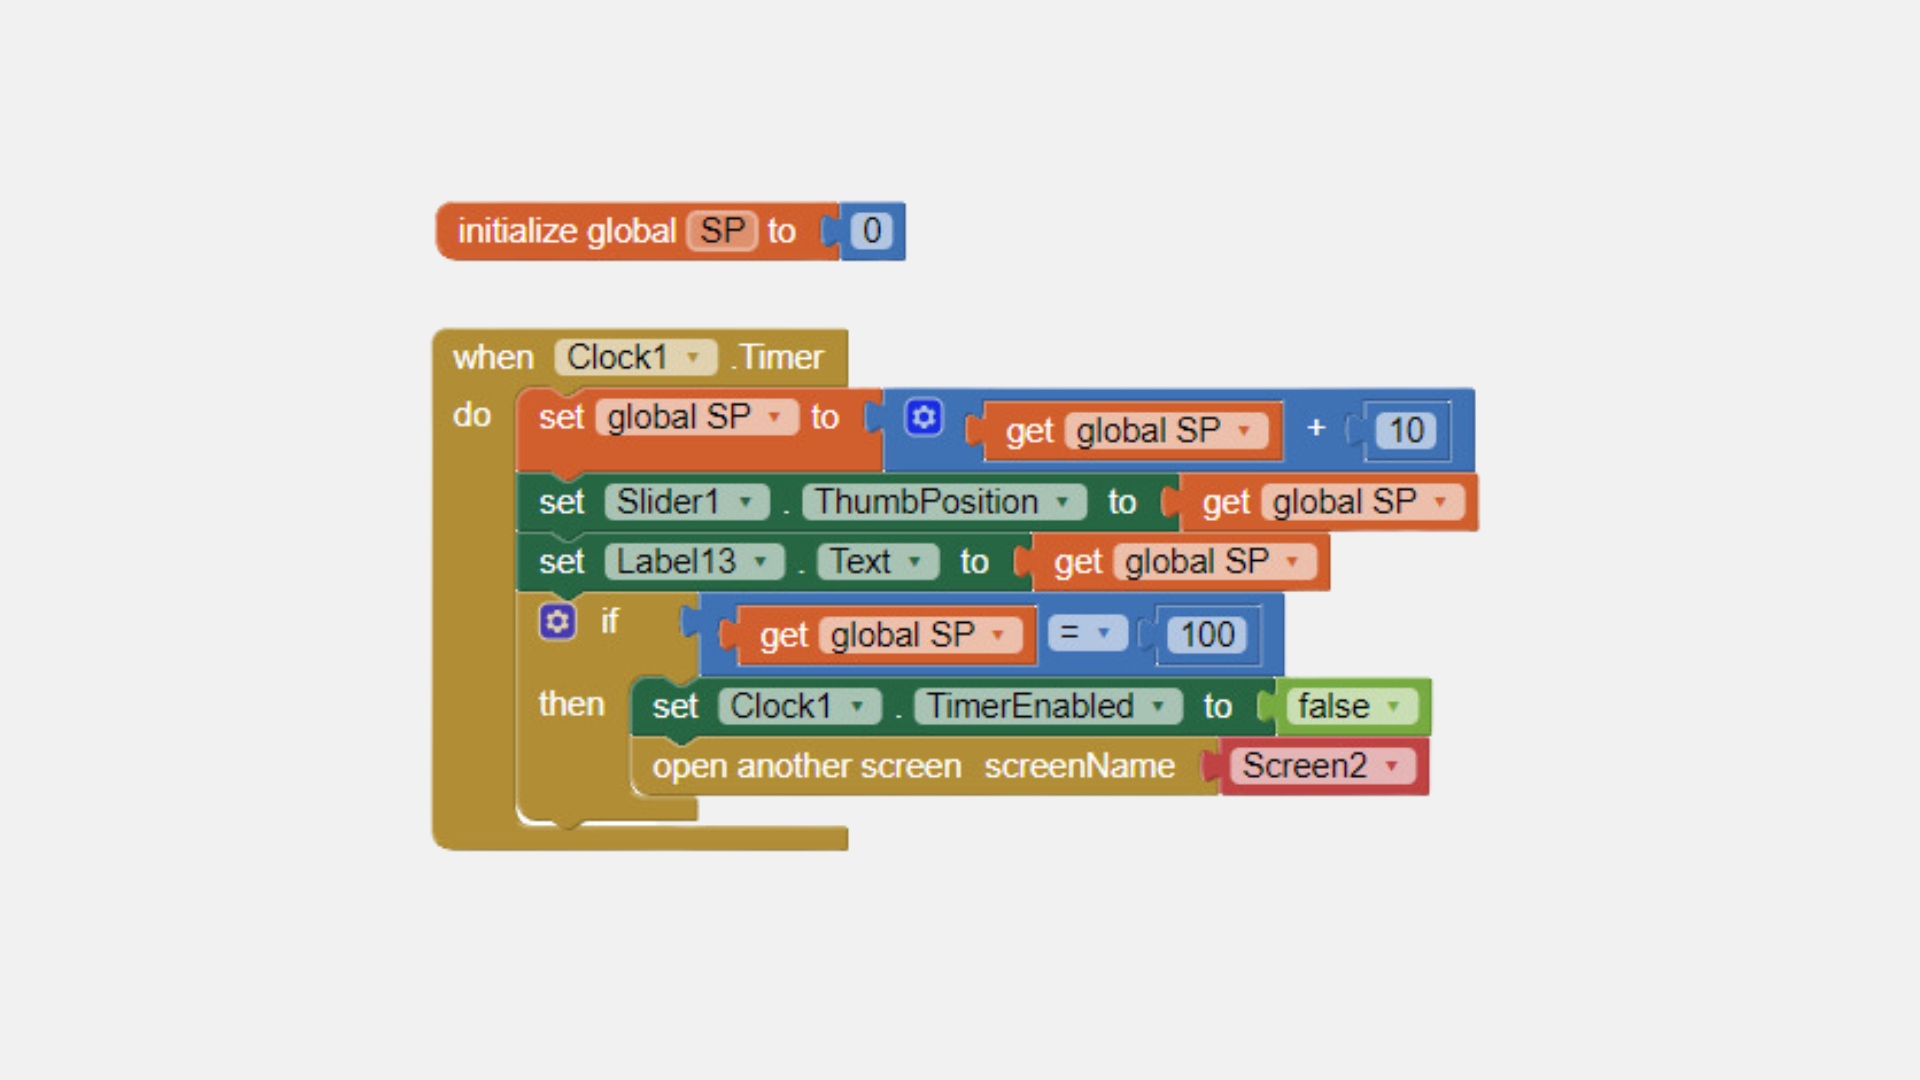 initialize global SP to 0
when Clock1 .Timer
do set global SP to get global SP + 10
set Slider1 . ThumbPosition to get global SP
set Label13 . Text to get global SP
if get global SP = 100
then set Clock1 . TimerEnabled to false
open another screen screenName Screen2